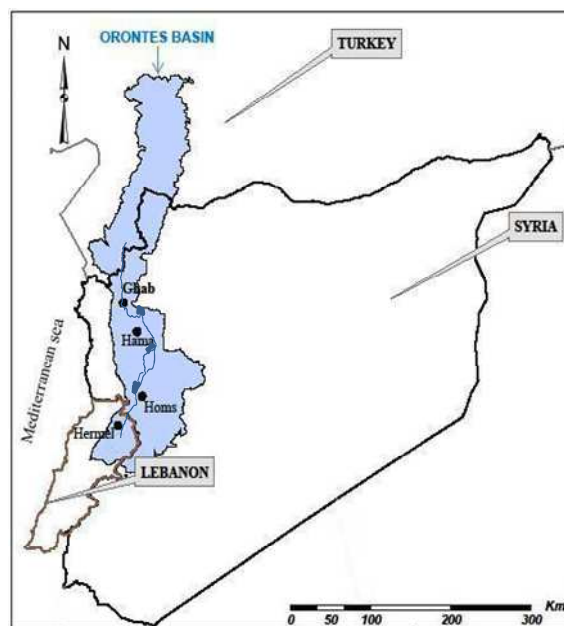 ORONTES BASIN
N
TURKEY
SYRIA
Ghab
Hama
Mediterranean sea
Homs
Hermel
LEBANON
Km
0 50 100 200 300